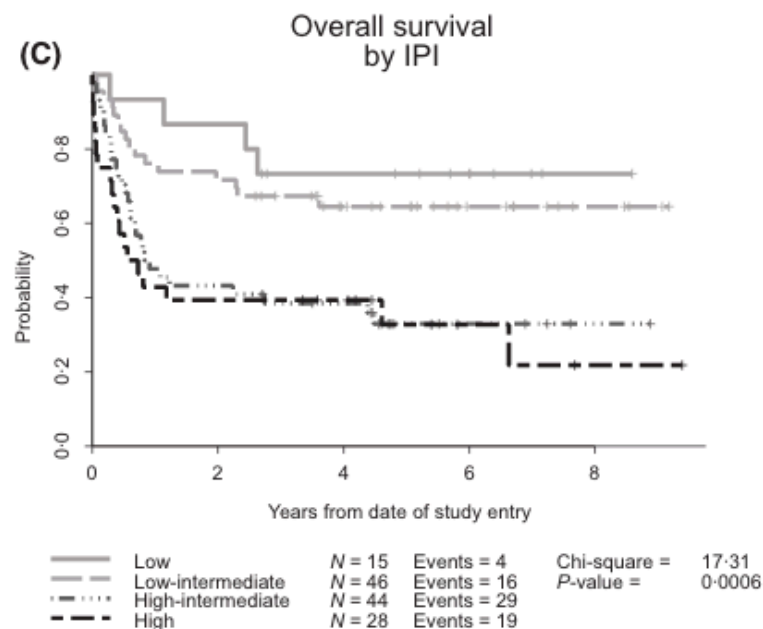 (C)
Overall survival
by IPI
Probability
0·8
0·6
0·4
0·2
0·0
0 2 4 6 8
Years from date of study entry
Low N = 15 Events = 4 Chi-square = 17·31
Low-intermediate N = 46 Events = 16 P-value = 0·0006
High-intermediate N = 44 Events = 29
High N = 28 Events = 19